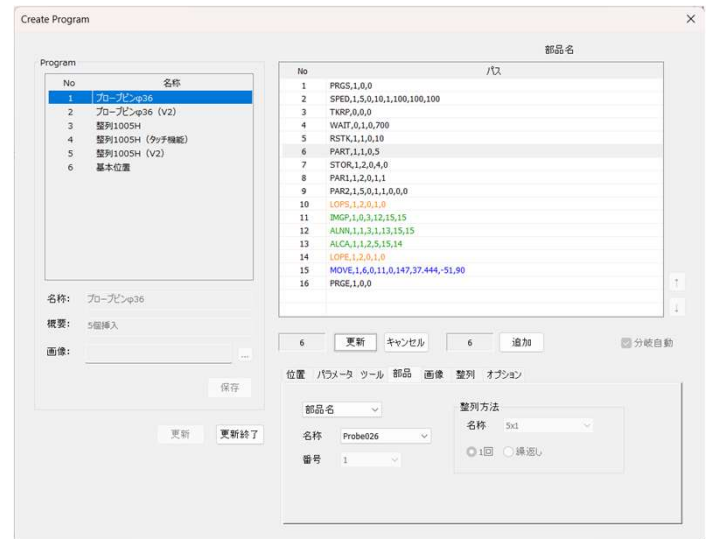 Create Program
部品名
Program
No 名称
1 プローブピンφ36
2 プローブピンφ36 (V2)
3 整列1005H
4 整列1005H (タッチ機能)
5 整列1005H (V2)
6 基本位置
名称: プローブピンφ36
概要: 5個挿入
画像:
...
保存
更新 更新終了
No パス
1 PRGS,1,0,0
2 SPED,1,5,0,10,1,100,100,100
3 TKRP,0,0,0
4 WAIT,0,1,0,700
5 RSTK,1,1,0,10
6 PART,1,1,0,5
7 STOR,1,2,0,4,0
8 PAR1,1,2,0,1,1
9 PAR2,1,5,0,1,1,0,0,0
10 LOPS,1,2,0,1,0
11 IMGP,1,0,3,12,15,15
12 ALNN,1,1,3,1,13,15,15
13 ALCA,1,1,2,5,15,14
14 LOPE,1,2,0,1,0
15 MOVE,1,6,0,11,0,147,37.444,-51,90
16 PRGE,1,0,0
↑
↓
6 更新 キャンセル 6 追加 分岐自動
位置 パラメータ ツール 部品 画像 整列 オプション
部品名
名称 Probe026
番号 1
整列方法
名称 5x1
1回 繰返し